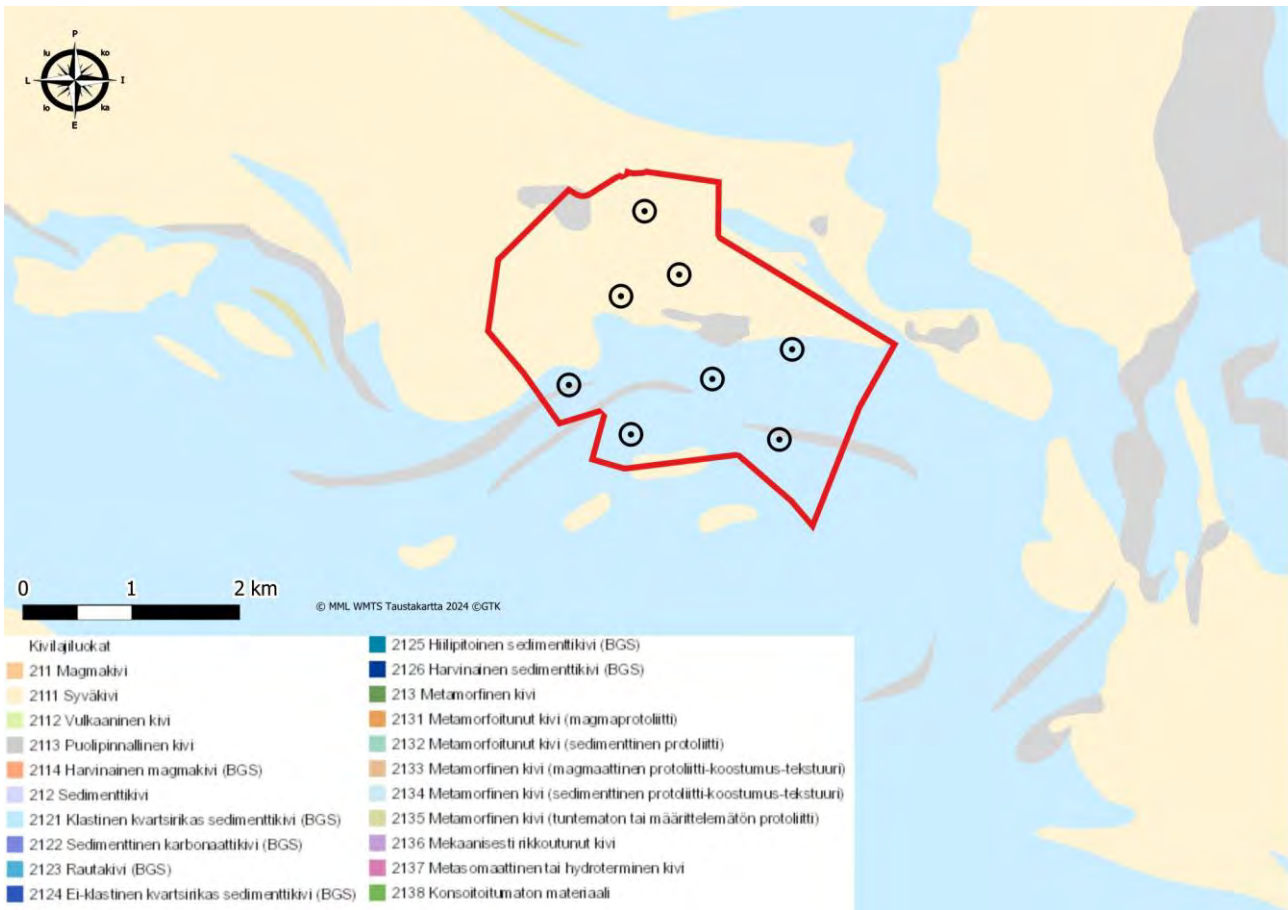 P
lu ko
L I
lo ka
E
0 1 2 km
© MML WMTS Taustakartta 2024 ©GTK
Kivilajiluokat
211 Magmakivi
2111 Syväkivi
2112 Vulkaaninen kivi
2113 Puolipinnallinen kivi
2114 Harvinainen magmakivi (BGS)
212 Sedimenttikivi
2121 Klastinen kvartsirikas sedimenttikivi (BGS)
2122 Sedimenttinen karbonaattikivi (BGS)
2123 Rautakivi (BGS)
2124 Ei-klastinen kvartsirikas sedimenttikivi (BGS)
2125 Hiilipitoinen sedimenttikivi (BGS)
2126 Harvinainen sedimenttikivi (BGS)
213 Metamorfinen kivi
2131 Metamorfoitunut kivi (magmaprotoliitti)
2132 Metamorfoitunut kivi (sedimenttinen protoliitti)
2133 Metamorfinen kivi (magmaattinen protoliitti-koostumus-tekstuuri)
2134 Metamorfinen kivi (sedimenttinen protoliitti-koostumus-tekstuuri)
2135 Metamorfinen kivi (tuntematon tai määrittelemätön protoliitti)
2136 Mekaanisesti rikkoutunut kivi
2137 Metasomaattinen tai hydroterminen kivi
2138 Konsoitoitumaton materiaali